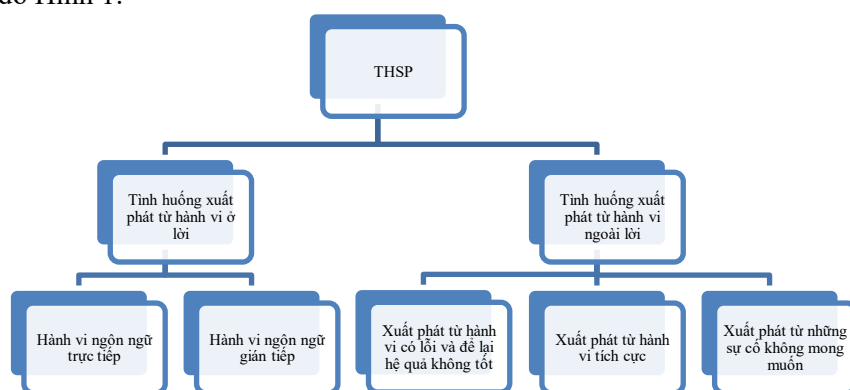 THSP
Tình huống xuất
phát từ hành vi ở
lời
Tình huống xuất
phát từ hành vi
ngoài lời
Hành vi ngôn ngữ
trực tiếp
Hành vi ngôn ngữ
gián tiếp
Xuất phát từ hành
vi có lỗi và để lại
hệ quả không tốt
Xuất phát từ hành
vi tích cực
Xuất phát từ những
sự cố không mong
muốn